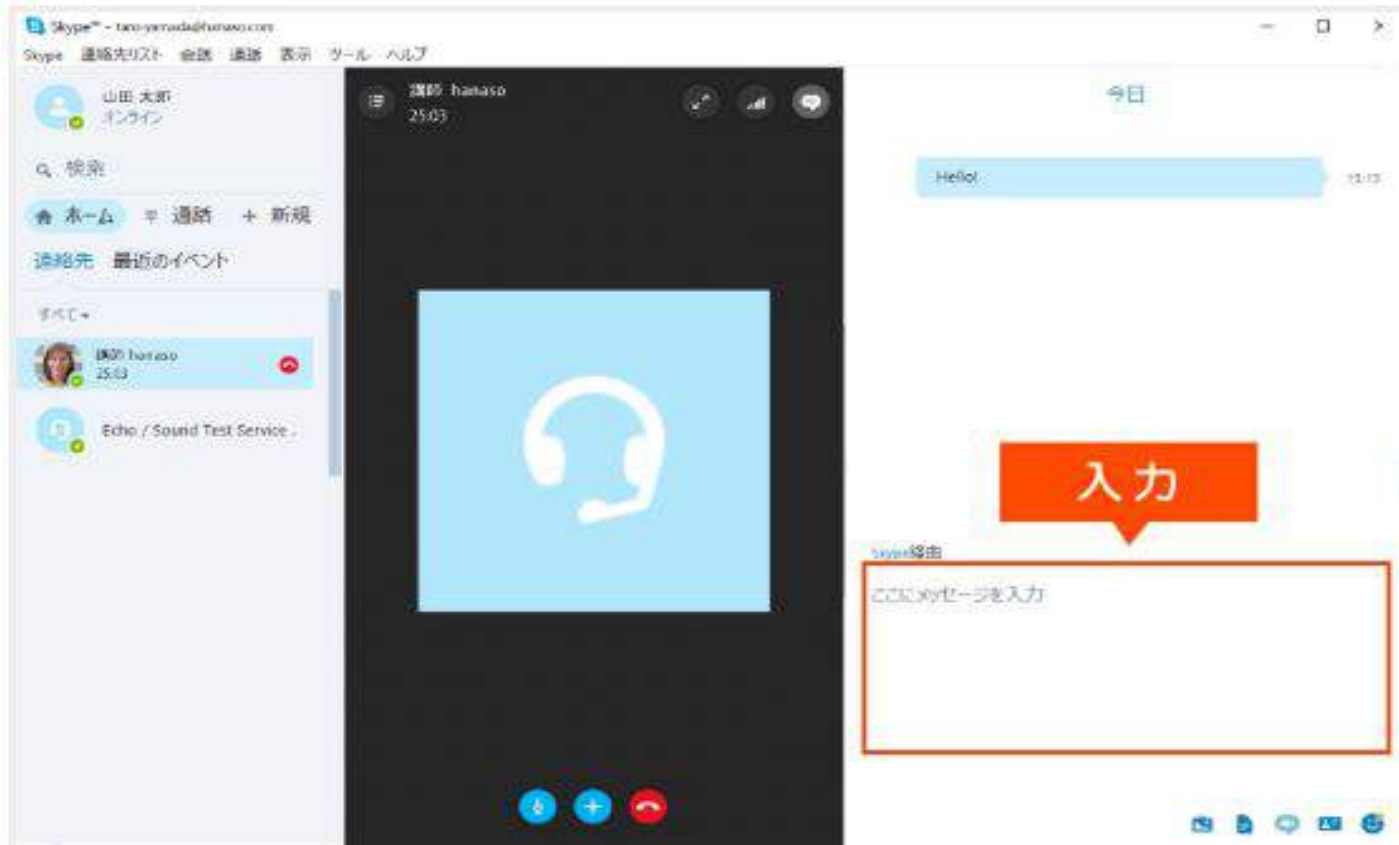 Skype™ - taro-yamada@hanaso.com
Skype 連絡先リスト 会話 通話 表示 ツール ヘルプ
山田 太郎
オンライン
検索
ホーム 通話 + 新規
連絡先 最近のイベント
すべて
講師 hanaso
25:03
Echo / Sound Test Service .
講師 hanaso
25:03
今日
Hello!
入力
Skype経由
ここにメッセージを入力